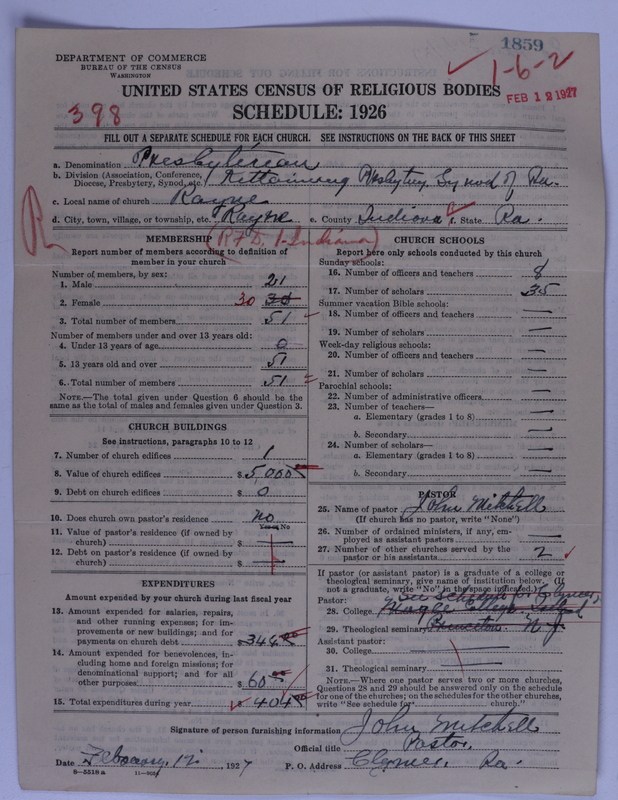 1859
DEPARTMENT OF COMMERCE
BUREAU OF THE CENSUS
WASHINGTON
1-6-2
UNITED STATES CENSUS OF RELIGIOUS BODIES
FEB 12 1927
398
SCHEDULE: 1926
FILL OUT A SEPARATE SCHEDULE FOR EACH CHURCH. SEE INSTRUCTIONS ON THE BACK OF THIS SHEET
a. Denomination Presbyterian
b. Division (Association, Conference, Diocese, Presbytery, Synod, etc.) Kittanning Presbytery, Synod of Pa.
c. Local name of church Rayne
d. City, town, village, or township, etc. Rayne e. County Indiana f. State Pa.
R
R.F.D. 1 Indiana
MEMBERSHIP
Report number of members according to definition of member in your church
Number of members, by sex:
1. Male 21
2. Female 30 30
3. Total number of members 51
Number of members under and over 13 years old:
4. Under 13 years of age 0
5. 13 years old and over 51
6. Total number of members 51
NOTE.—The total given under Question 6 should be the same as the total of males and females given under Question 3.
CHURCH BUILDINGS
See instructions, paragraphs 10 to 12
7. Number of church edifices 1
8. Value of church edifices $5,000
9. Debt on church edifices $ 0
10. Does church own pastor's residence no
Yes or No
11. Value of pastor's residence (if owned by church) $ —
12. Debt on pastor's residence (if owned by church) $ —
EXPENDITURES
Amount expended by your church during last fiscal year
13. Amount expended for salaries, repairs, and other running expenses; for improvements or new buildings; and for payments on church debt $344.00
14. Amount expended for benevolences, including home and foreign missions; for denominational support; and for all other purposes $ 60.00
15. Total expenditures during year $ 404.00
CHURCH SCHOOLS
Report here only schools conducted by this church
Sunday schools:
16. Number of officers and teachers 8
17. Number of scholars 35
Summer vacation Bible schools:
18. Number of officers and teachers —
19. Number of scholars —
Week-day religious schools:
20. Number of officers and teachers —
21. Number of scholars —
Parochial schools:
22. Number of administrative officers —
23. Number of teachers—
a. Elementary (grades 1 to 8) —
b. Secondary —
24. Number of scholars—
a. Elementary (grades 1 to 8) —
b. Secondary —
PASTOR
25. Name of pastor John Mitchell
(If church has no pastor, write "None")
26. Number of ordained ministers, if any, employed as assistant pastors —
27. Number of other churches served by the pastor or his assistants 2
If pastor (or assistant pastor) is a graduate of a college or theological seminary, give name of institution below. (If not a graduate, write "No" in the space indicated.)
Pastor: See Schedule for Clymer,
28. College College
29. Theological seminary Princeton N J
Assistant pastor:
30. College
31. Theological seminary
NOTE.—Where one pastor serves two or more churches, Questions 28 and 29 should be answered only on the schedule for one of the churches; on the schedules for the other churches, write "See schedule for church."
Signature of person furnishing information John Mitchell
Official title Pastor.
Date February, 12 1927 P. O. Address Clymer, Pa.
8—5518 a